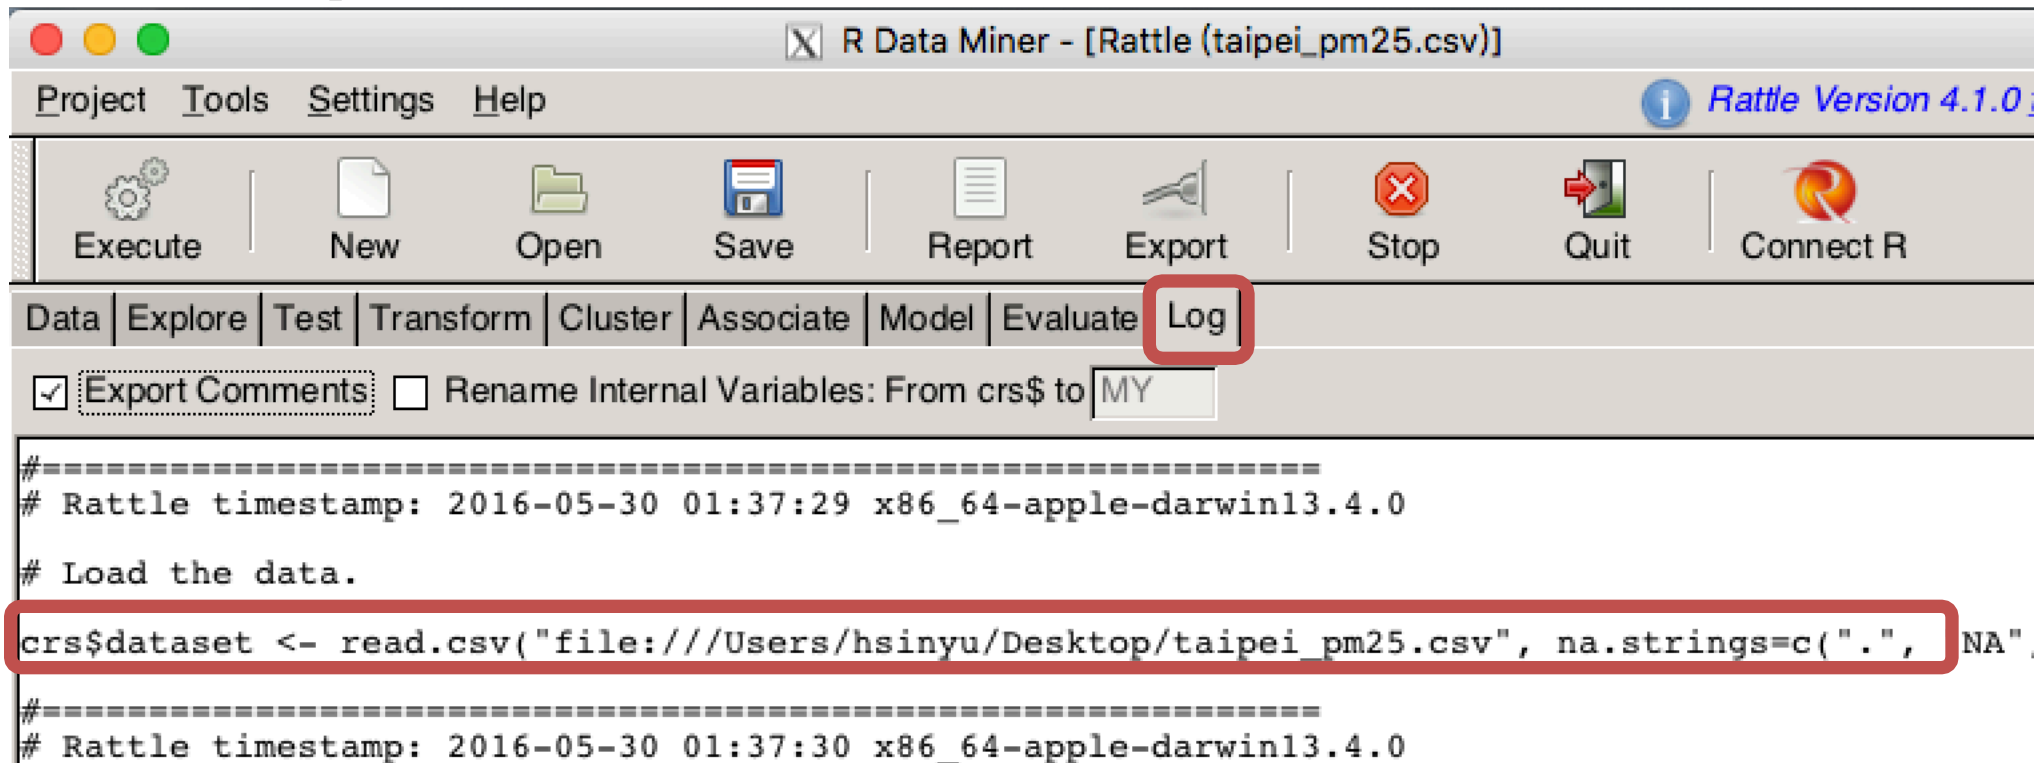 R Data Miner - [Rattle (taipei_pm25.csv)]
Project Tools Settings Help
Rattle Version 4.1.0
Execute New Open Save Report Export Stop Quit Connect R
Data Explore Test Transform Cluster Associate Model Evaluate Log
Export Comments Rename Internal Variables: From crs$ to MY
#============================================================
# Rattle timestamp: 2016-05-30 01:37:29 x86_64-apple-darwin13.4.0
# Load the data.
crs$dataset <- read.csv("file:///Users/hsinyu/Desktop/taipei_pm25.csv", na.strings=c(".", NA",
#============================================================
# Rattle timestamp: 2016-05-30 01:37:30 x86_64-apple-darwin13.4.0